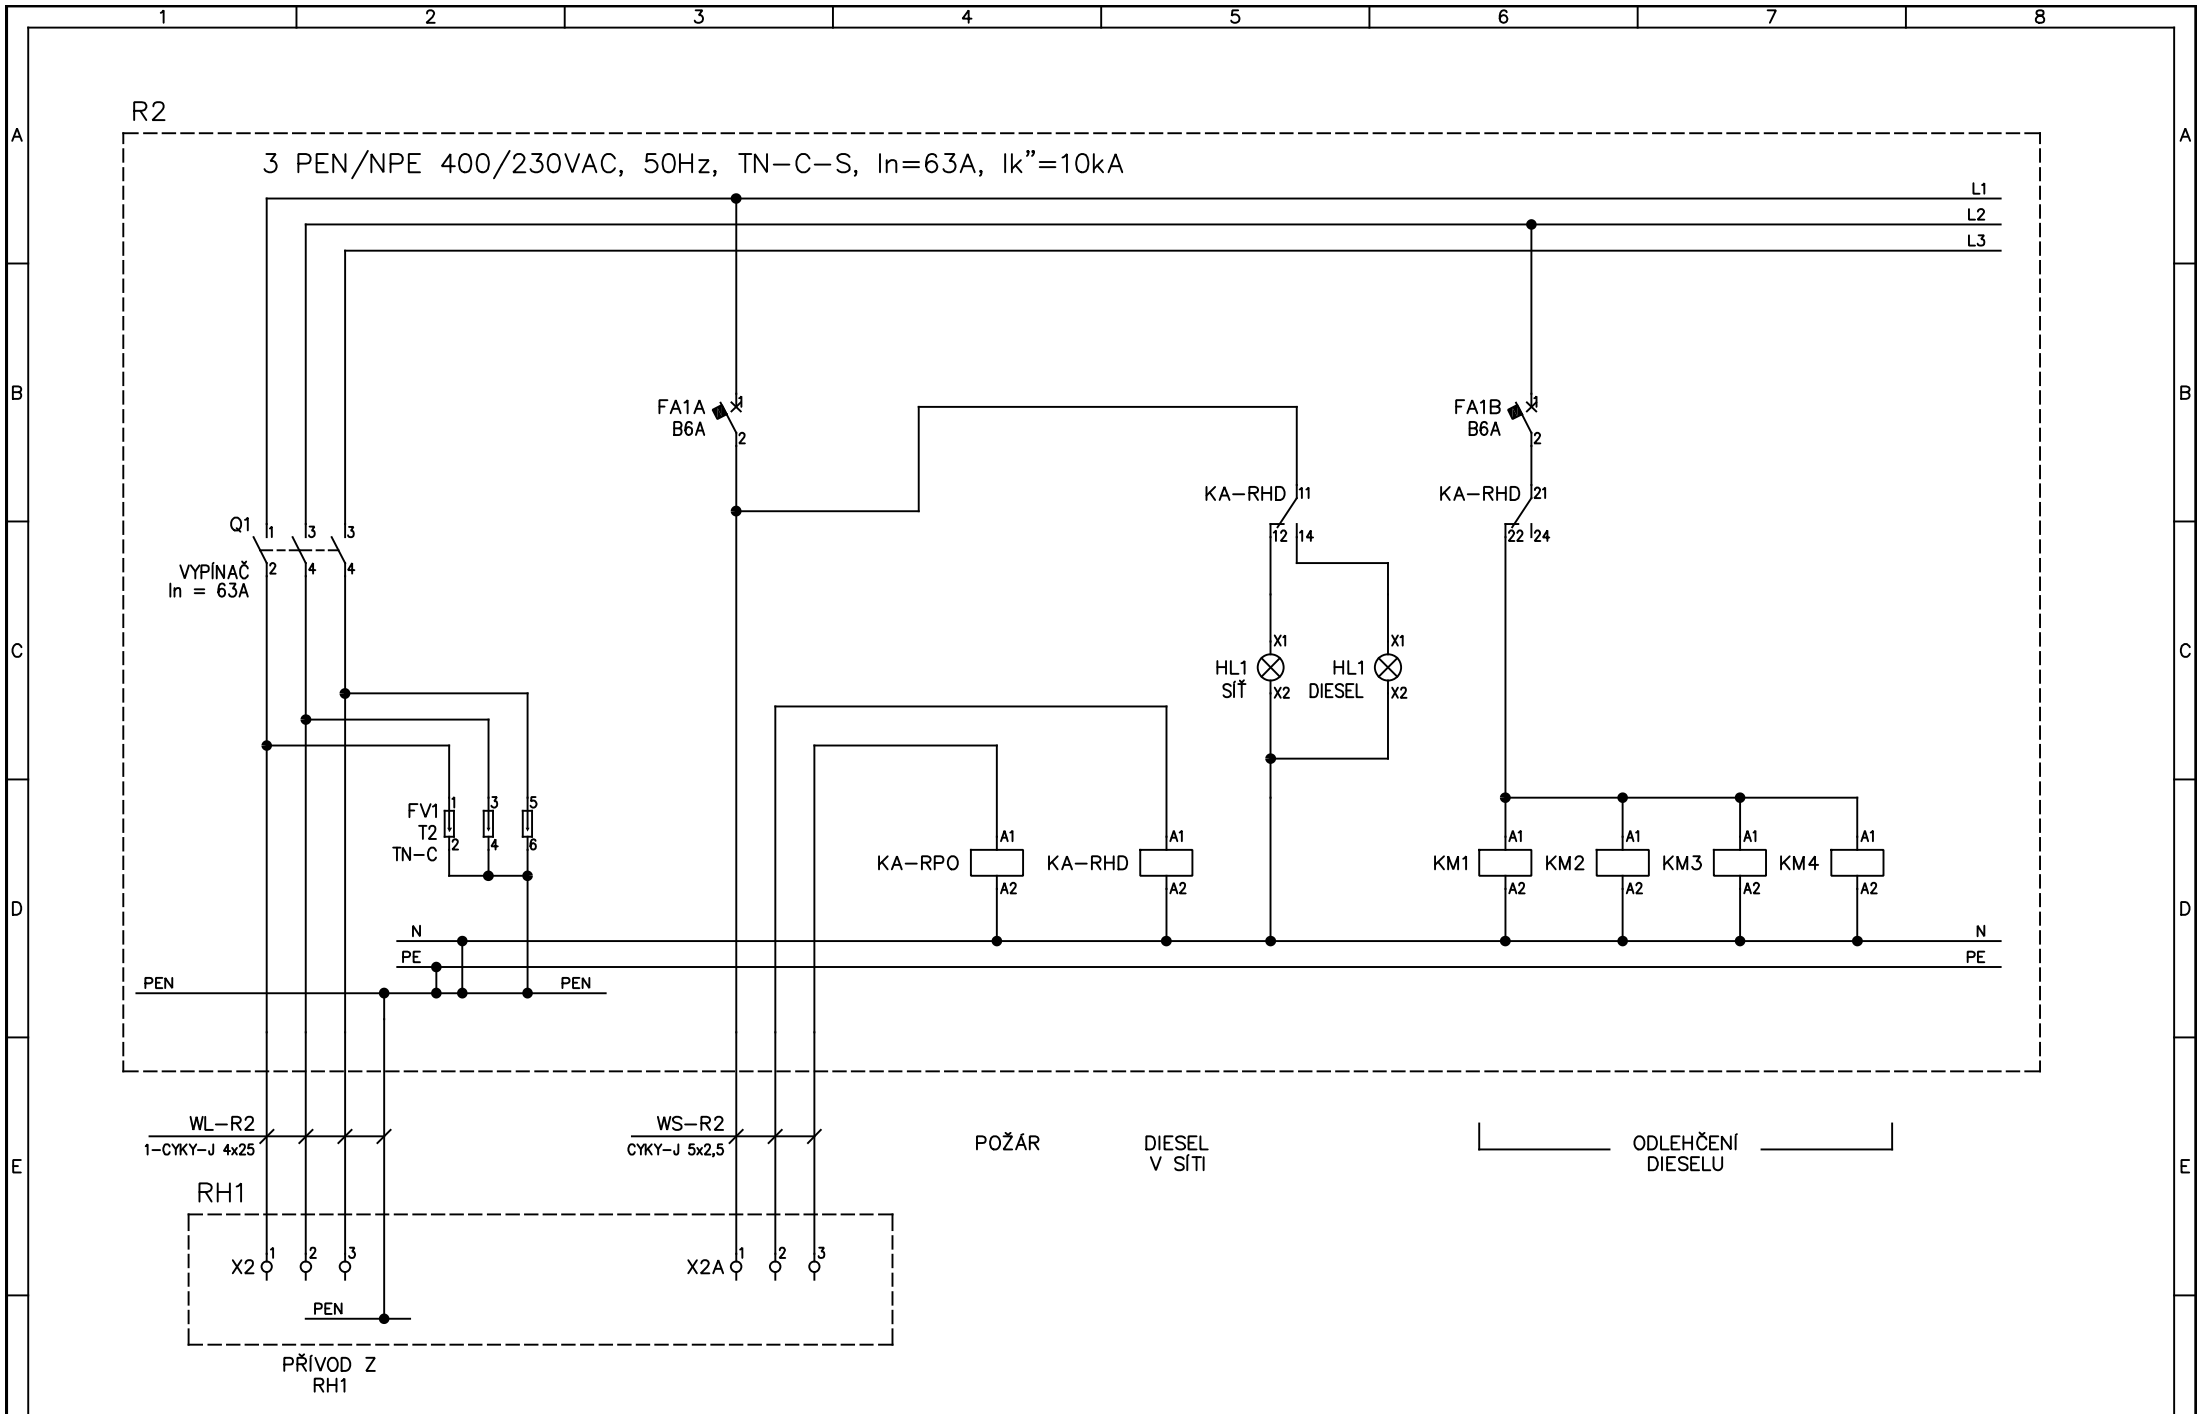 1 2 3 4 5 6 7 8
R2
A A
3 PEN/NPE 400/230VAC, 50Hz, TN-C-S, In=63A, Ik"=10kA
L1
L2
L3
B B
FA1A 1
B6A 2
FA1B 1
B6A 2
KA-RHD 11
12 14
KA-RHD 21
22 24
Q1 1 3 3
2 4 4
VYPÍNAČ
In = 63A
C C
X1
HL1
SÍŤ X2
X1
HL1
DIESEL X2
FV1 1 3 5
T2 2 4 6
TN-C
A1
KA-RPO
A2
A1
KA-RHD
A2
A1
KM1
A2
A1
KM2
A2
A1
KM3
A2
A1
KM4
A2
D D
N N
PE PE
PEN PEN
WL-R2
1-CYKY-J 4x25
WS-R2
CYKY-J 5x2,5
POŽÁR
DIESEL
V SÍTI
ODLEHČENÍ
DIESELU
E E
RH1
X2 1 2 3
X2A 1 2 3
PEN
PŘÍVOD Z
RH1